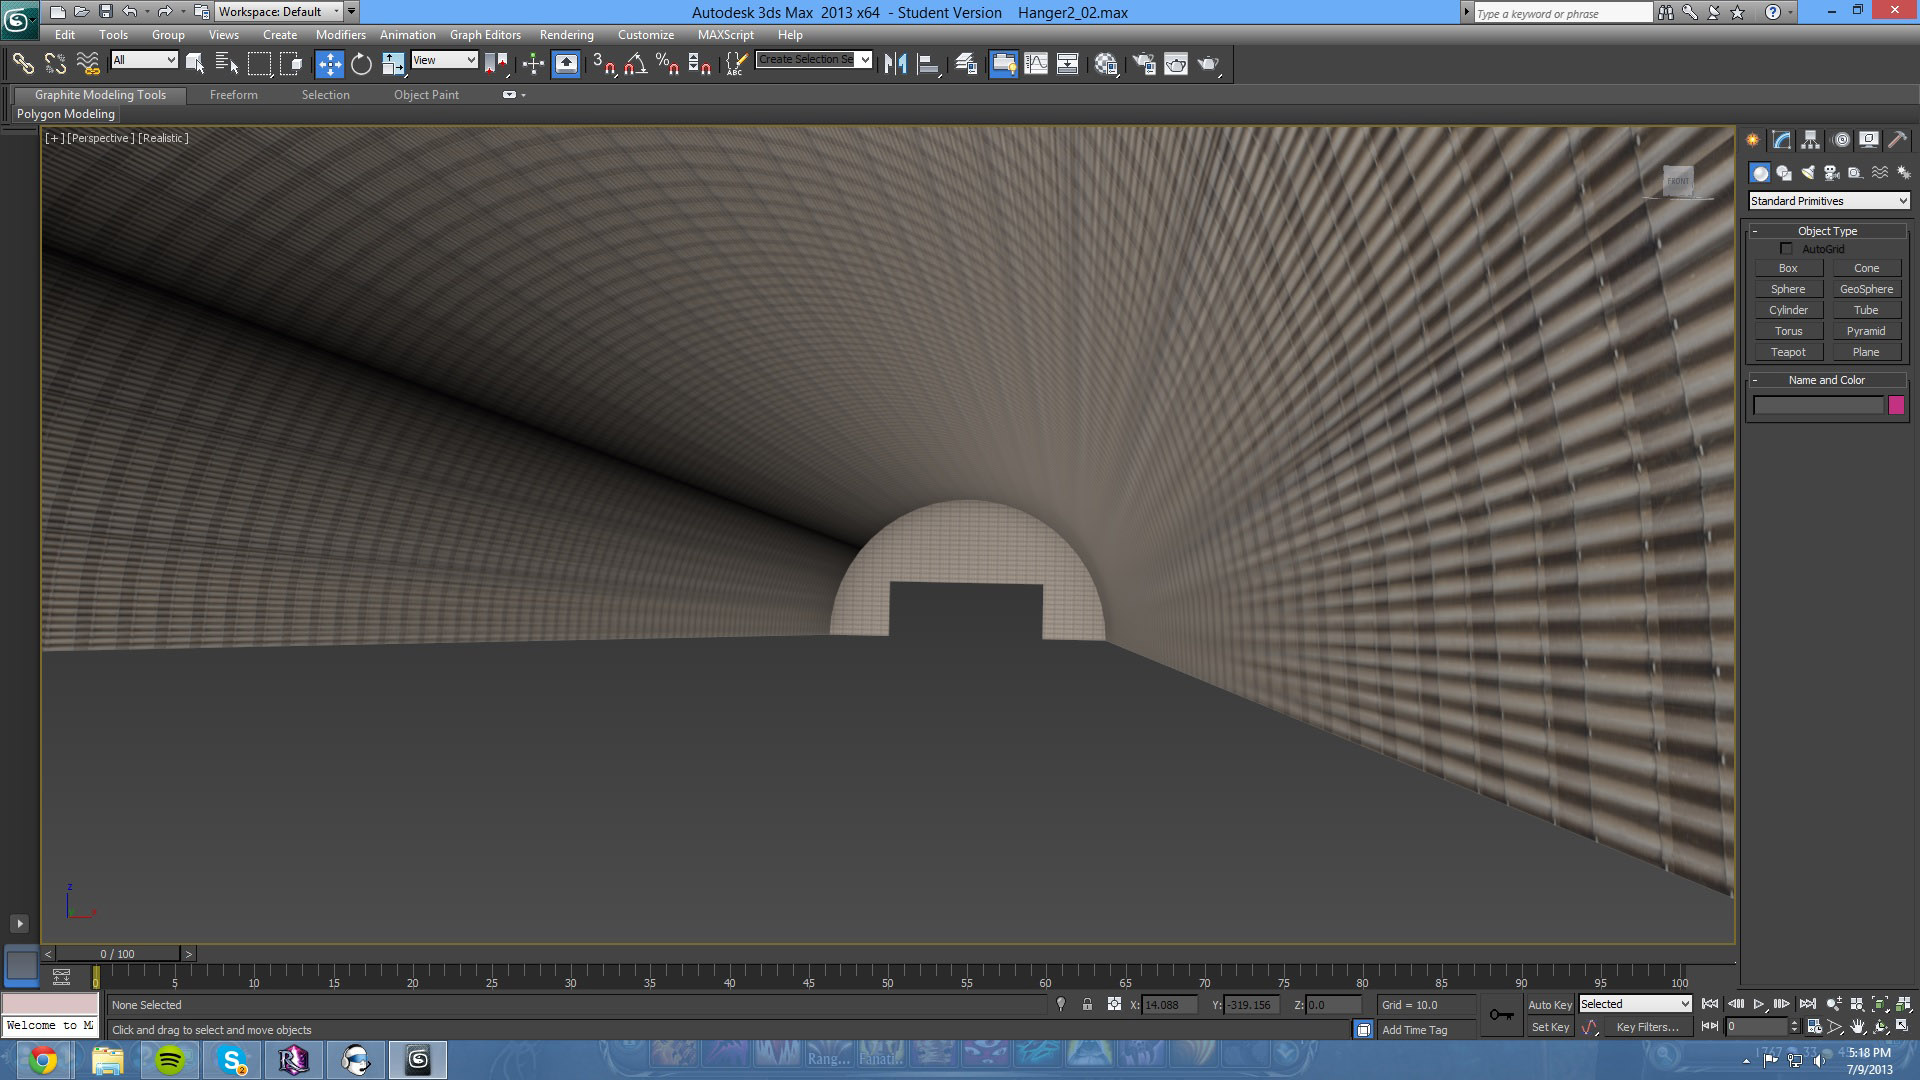 Workspace: Default
Autodesk 3ds Max 2013 x64 - Student Version Hanger2_02.max
Type a keyword or phrase
Edit Tools Group Views Create Modifiers Animation Graph Editors Rendering Customize MAXScript Help
All
View
3
%
ABC
Create Selection Se
Graphite Modeling Tools Freeform Selection Object Paint
Polygon Modeling
[+][Perspective][Realistic]
FRONT
Standard Primitives
- Object Type
AutoGrid
Box Cone
Sphere GeoSphere
Cylinder Tube
Torus Pyramid
Teapot Plane
- Name and Color
z
< 0 / 100 >
0 5 10 15 20 25 30 35 40 45 50 55 60 65 70 75 80 85 90 95 100
None Selected
X: 14.088 Y: -319.156 Z: 0.0 Grid = 10.0
Auto Key Selected
Welcome to
Click and drag to select and move objects
Add Time Tag
Set Key Key Filters...
0
2
Rang... Fanati...
5:18 PM
7/9/2013